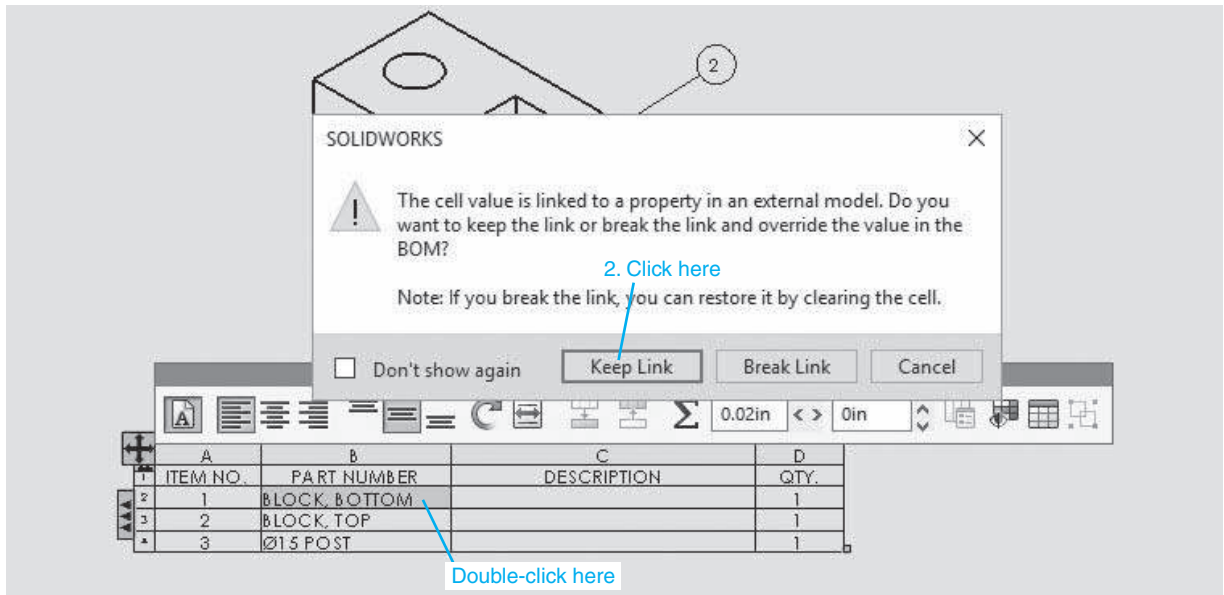 2
SOLIDWORKS
The cell value is linked to a property in an external model. Do you
want to keep the link or break the link and override the value in the
BOM?
2. Click here
Note: If you break the link, you can restore it by clearing the cell.
Don't show again
Keep Link
Break Link
Cancel
0.02in
0in
A B C D
1 ITEM NO. PART NUMBER DESCRIPTION QTY.
2 1 BLOCK, BOTTOM 1
3 2 BLOCK, TOP 1
4 3 Ø15 POST 1
Double-click here